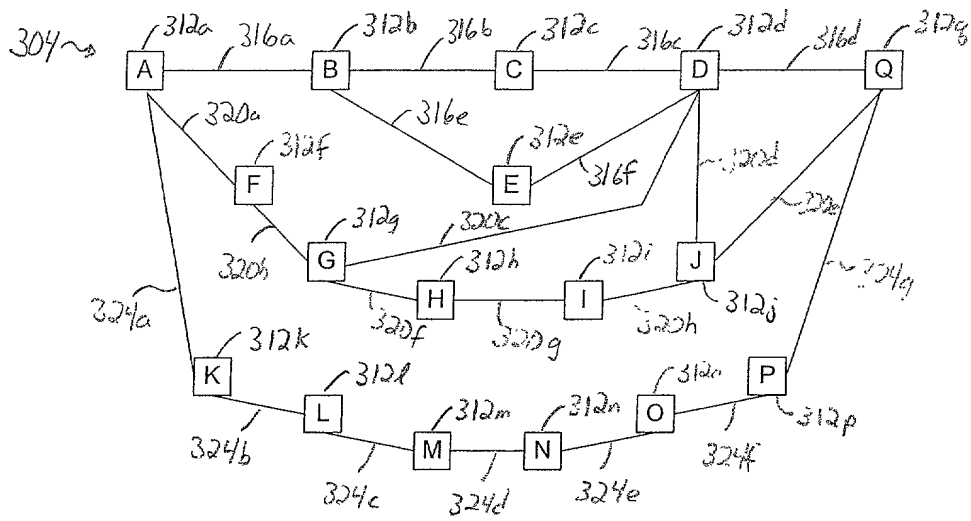 304 312a 316a 312b 316b 312c 316c 312d 316d 312q
A B C D Q
320a 312f 316e 312e 316f 320d 320e
F E
320b 312g 320c
G J
324a 312h 312i 312j 324g
H I
320f 320g 320h
312k 312l 312m 312n 312o
K P
L O 312p
M N
324b 324c 324d 324e 324f